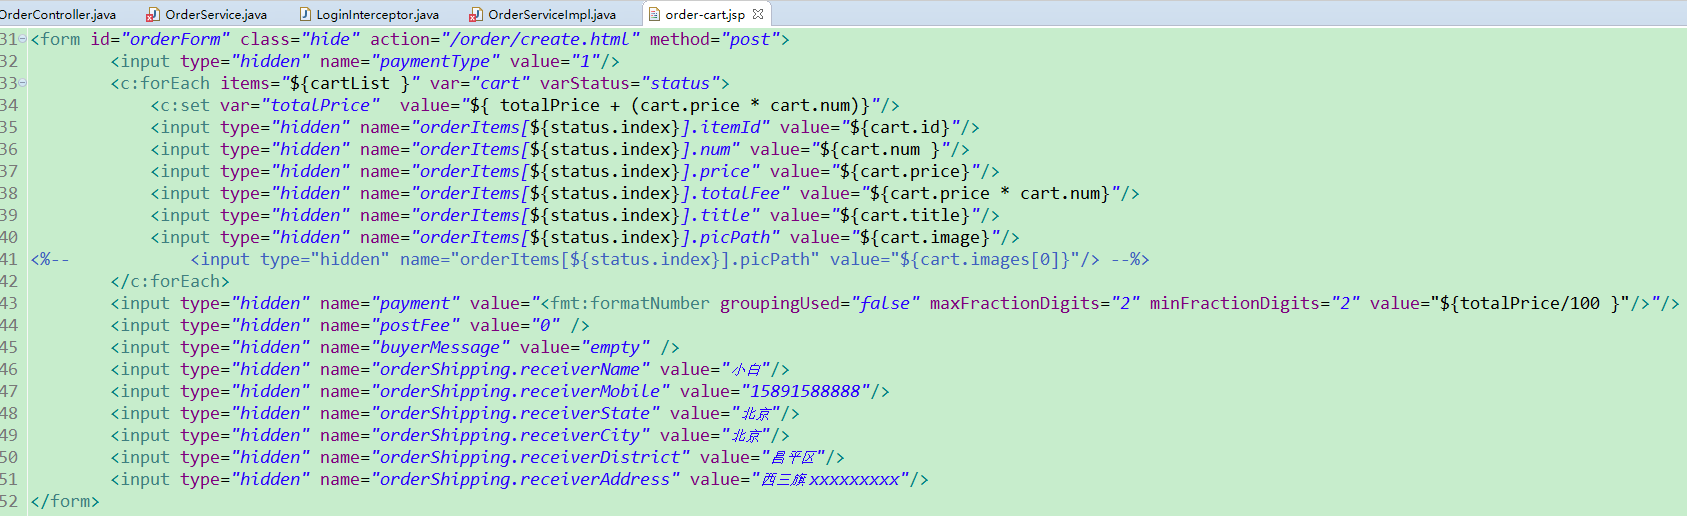 OrderController.java OrderService.java LoginInterceptor.java OrderServiceImpl.java order-cart.jsp
31 <form id="orderForm" class="hide" action="/order/create.html" method="post">
32 <input type="hidden" name="paymentType" value="1"/>
33 <c:forEach items="${cartList }" var="cart" varStatus="status">
34 <c:set var="totalPrice"  value="${ totalPrice + (cart.price * cart.num)}"/>
35 <input type="hidden" name="orderItems[${status.index}].itemId" value="${cart.id}"/>
36 <input type="hidden" name="orderItems[${status.index}].num" value="${cart.num }"/>
37 <input type="hidden" name="orderItems[${status.index}].price" value="${cart.price}"/>
38 <input type="hidden" name="orderItems[${status.index}].totalFee" value="${cart.price * cart.num}"/>
39 <input type="hidden" name="orderItems[${status.index}].title" value="${cart.title}"/>
40 <input type="hidden" name="orderItems[${status.index}].picPath" value="${cart.image}"/>
41 <%-- <input type="hidden" name="orderItems[${status.index}].picPath" value="${cart.images[0]}"/> --%>
42 </c:forEach>
43 <input type="hidden" name="payment" value="<fmt:formatNumber groupingUsed="false" maxFractionDigits="2" minFractionDigits="2" value="${totalPrice/100 }"/>"/>
44 <input type="hidden" name="postFee" value="0" />
45 <input type="hidden" name="buyerMessage" value="empty" />
46 <input type="hidden" name="orderShipping.receiverName" value="小白"/>
47 <input type="hidden" name="orderShipping.receiverMobile" value="15891588888"/>
48 <input type="hidden" name="orderShipping.receiverState" value="北京"/>
49 <input type="hidden" name="orderShipping.receiverCity" value="北京"/>
50 <input type="hidden" name="orderShipping.receiverDistrict" value="昌平区"/>
51 <input type="hidden" name="orderShipping.receiverAddress" value="西三旗 xxxxxxxxx"/>
52 </form>